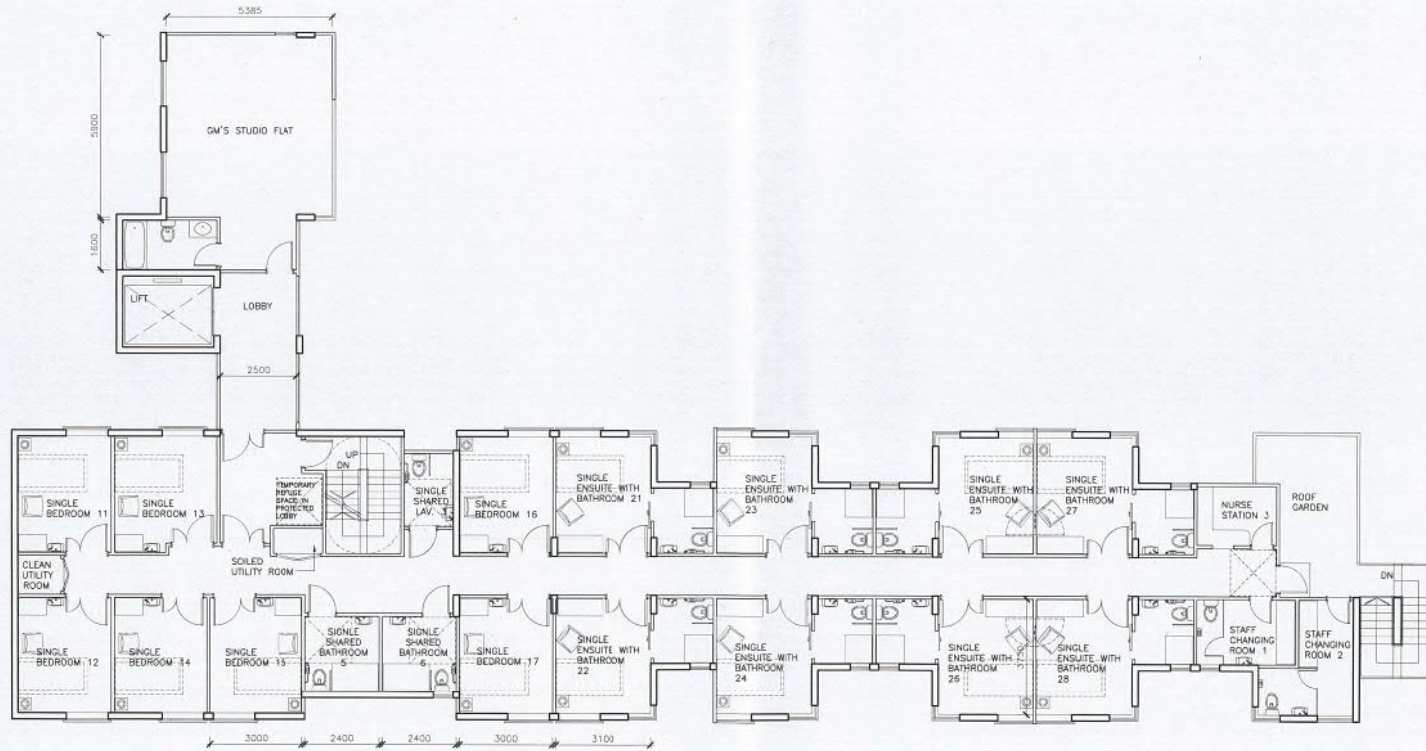 5385
5900
GM'S STUDIO FLAT
1600
LIFT
LOBBY
2500
SINGLE
BEDROOM 11
SINGLE
BEDROOM 13
TEMPORARY
REFUGE
SPACE IN
PROTECTED
LOBBY
UP
DN
SINGLE
SHARED
LAV.
SINGLE
BEDROOM 16
SINGLE
ENSUITE WITH
BATHROOM 21
SINGLE
ENSUITE WITH
BATHROOM
23
SINGLE
ENSUITE WITH
BATHROOM
25
SINGLE
ENSUITE WITH
BATHROOM
27
NURSE
STATION 3
ROOF
GARDEN
CLEAN
UTILITY
ROOM
SOILED
UTILITY ROOM
DN
SINGLE
BEDROOM 12
SINGLE
BEDROOM 14
SINGLE
BEDROOM 15
SIGNLE
SHARED
BATHROOM
5
SIGNLE
SHARED
BATHROOM
6
SINGLE
BEDROOM 17
SINGLE
ENSUITE WITH
BATHROOM
22
SINGLE
ENSUITE WITH
BATHROOM
24
SINGLE
ENSUITE WITH
BATHROOM
26
SINGLE
ENSUITE WITH
BATHROOM
28
STAFF
CHANGING
ROOM 1
STAFF
CHANGING
ROOM 2
3000
2400
2400
3000
3100